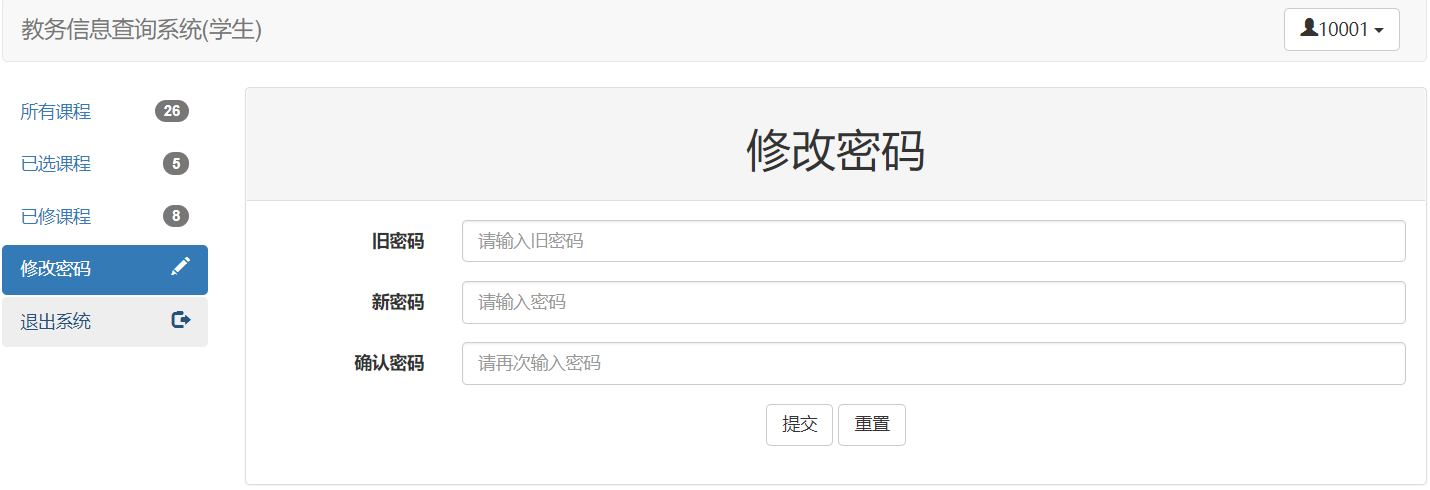 教务信息查询系统(学生)
10001
所有课程 26
已选课程 5
已修课程 8
修改密码
退出系统
修改密码
旧密码 请输入旧密码
新密码 请输入密码
确认密码 请再次输入密码
提交 重置